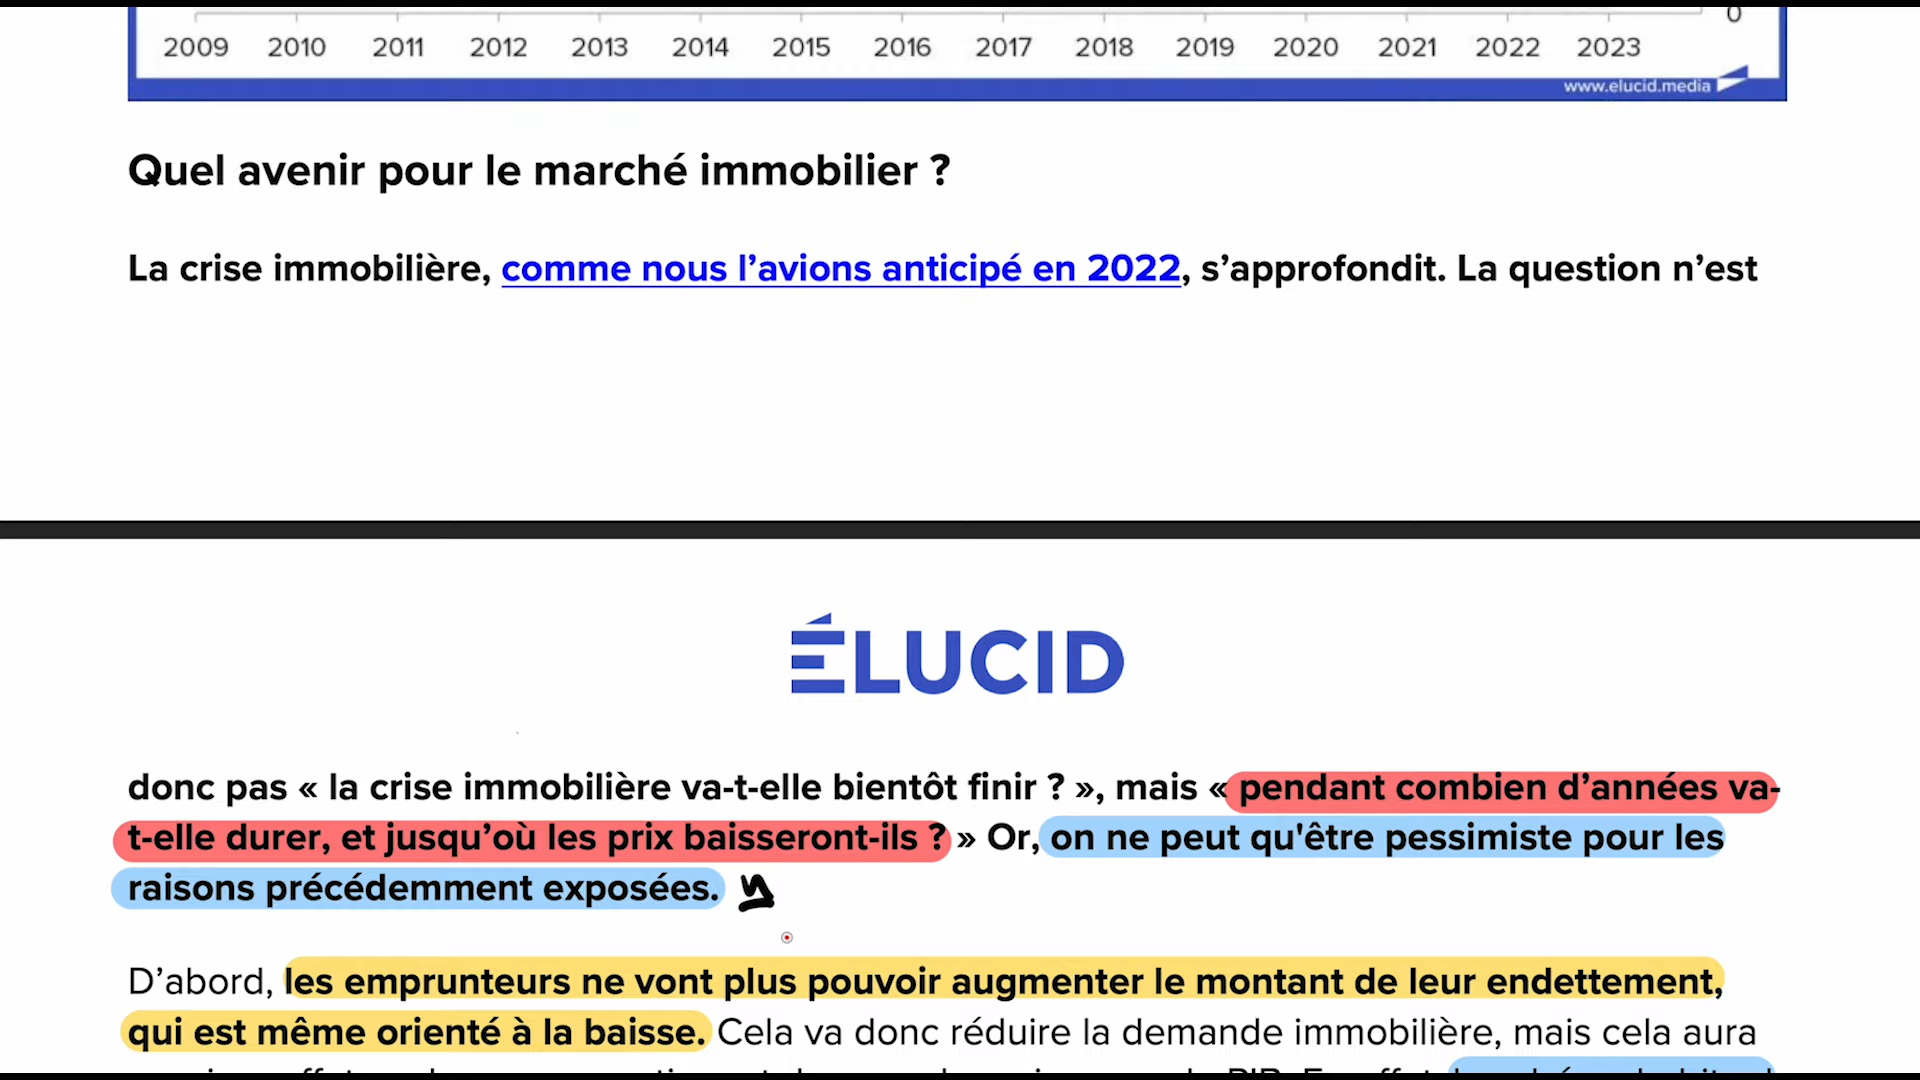 0
2009 2010 2011 2012 2013 2014 2015 2016 2017 2018 2019 2020 2021 2022 2023
www.elucid.media
Quel avenir pour le marché immobilier ?
La crise immobilière, comme nous l’avions anticipé en 2022, s’approfondit. La question n’est
ÉLUCID
donc pas « la crise immobilière va-t-elle bientôt finir ? », mais « pendant combien d’années va-
t-elle durer, et jusqu’où les prix baisseront-ils ? » Or, on ne peut qu'être pessimiste pour les
raisons précédemment exposées.
D’abord, les emprunteurs ne vont plus pouvoir augmenter le montant de leur endettement,
qui est même orienté à la baisse. Cela va donc réduire la demande immobilière, mais cela aura